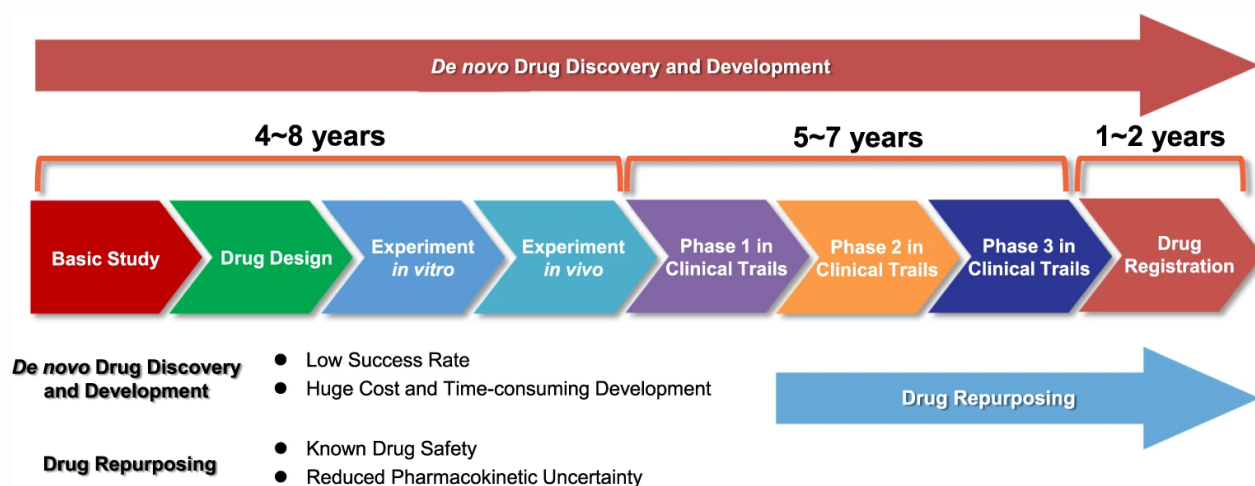 De novo Drug Discovery and Development
4~8 years
5~7 years
1~2 years
Basic Study
Drug Design
Experiment
in vitro
Experiment
in vivo
Phase 1 in
Clinical Trails
Phase 2 in
Clinical Trails
Phase 3 in
Clinical Trails
Drug
Registration
De novo Drug Discovery
and Development
● Low Success Rate
● Huge Cost and Time-consuming Development
Drug Repurposing
Drug Repurposing
● Known Drug Safety
● Reduced Pharmacokinetic Uncertainty